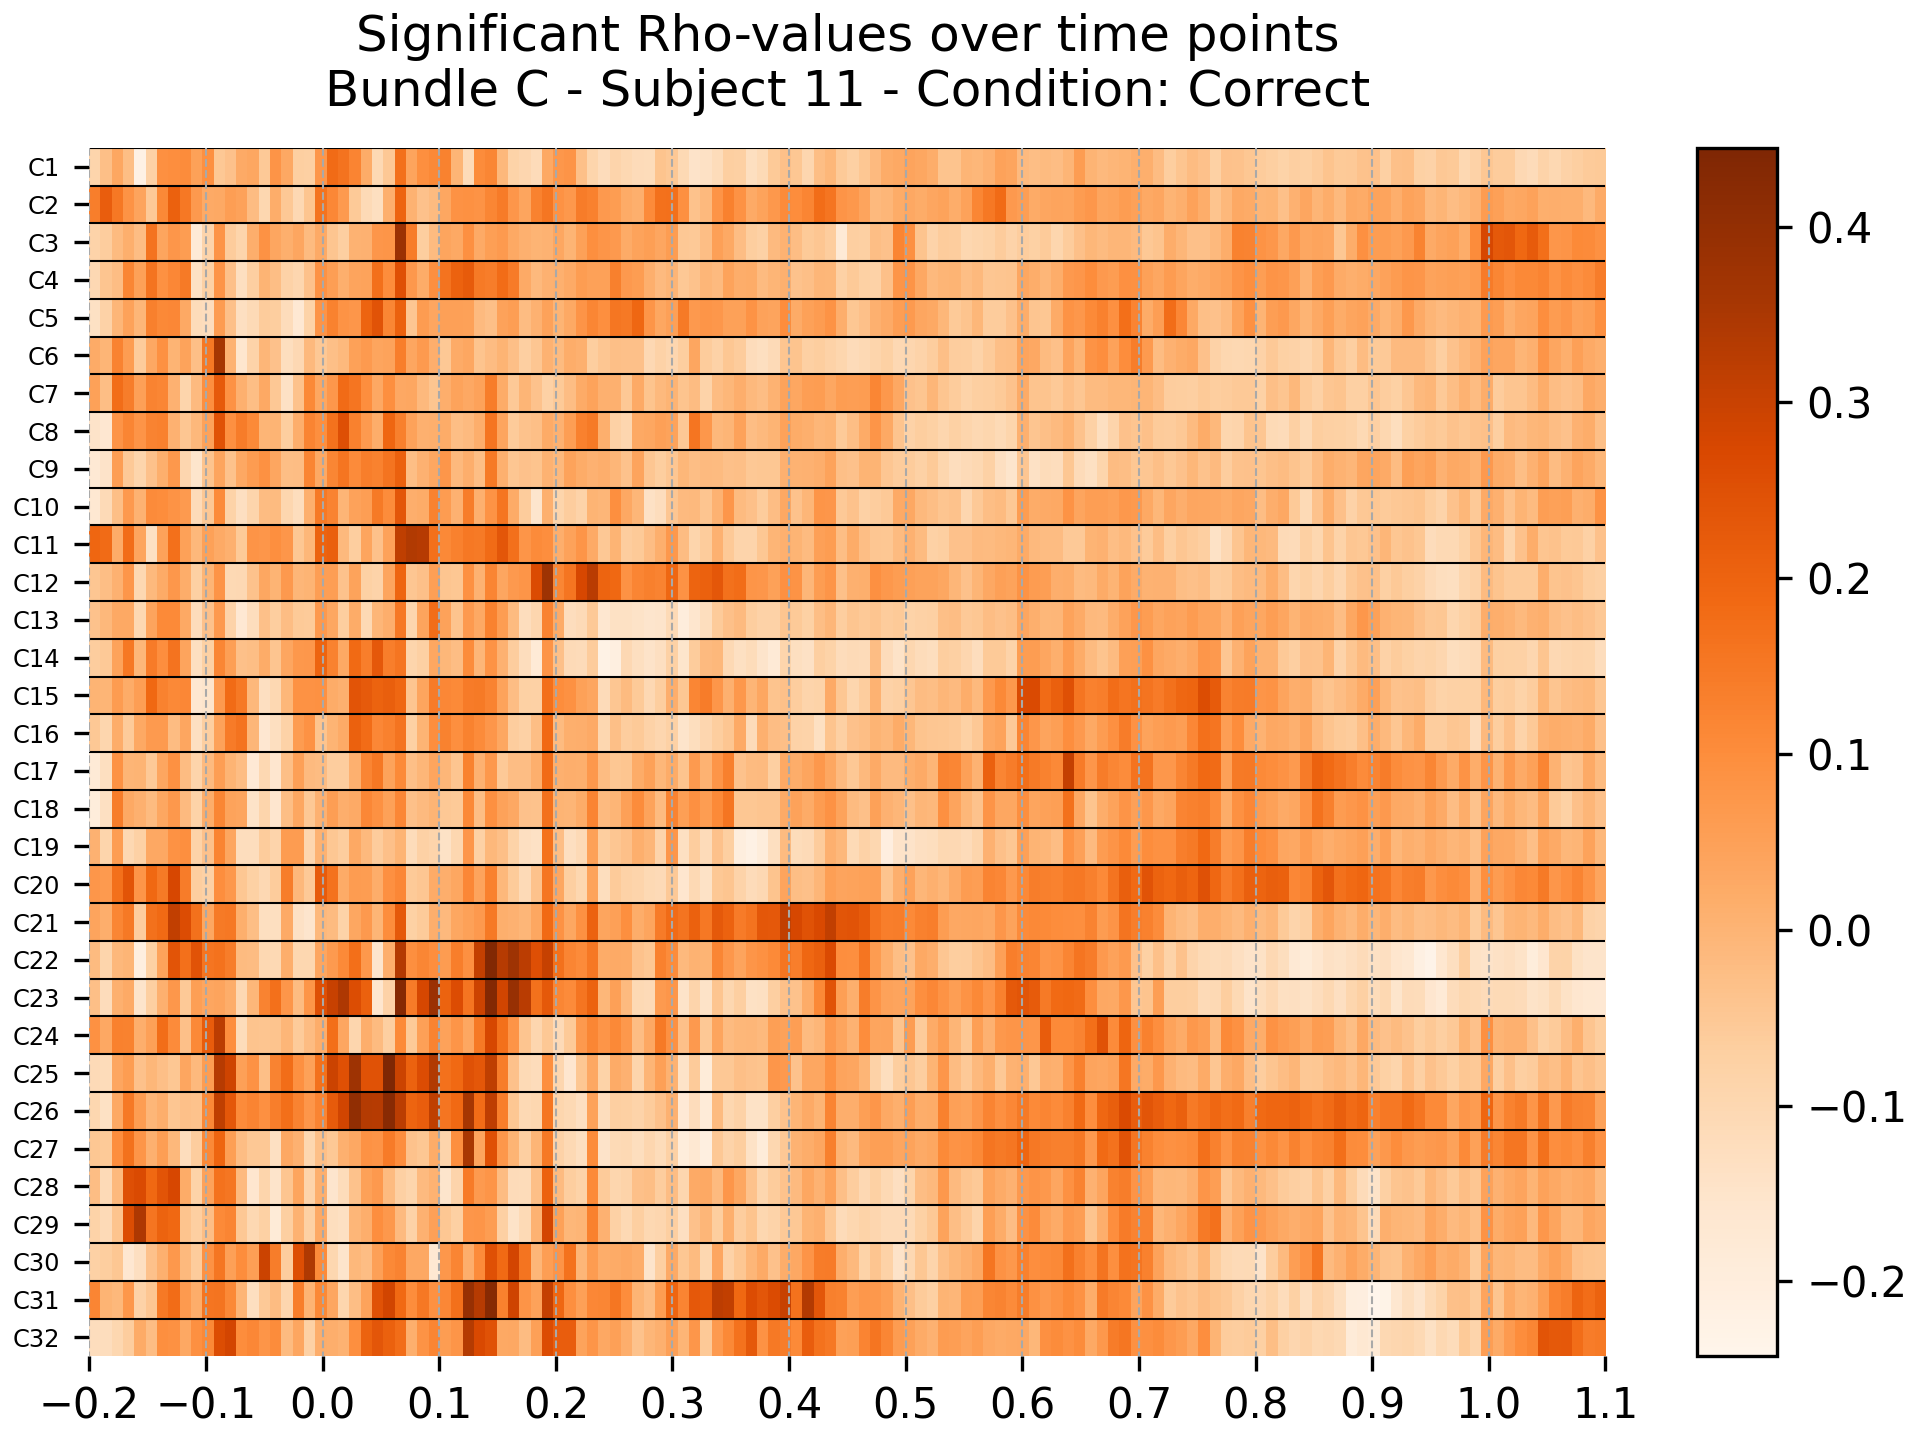 Significant Rho-values over time points
Bundle C - Subject 11 - Condition: Correct
C1
C2
C3
C4
C5
C6
C7
C8
C9
C10
C11
C12
C13
C14
C15
C16
C17
C18
C19
C20
C21
C22
C23
C24
C25
C26
C27
C28
C29
C30
C31
C32
−0.2 −0.1 0.0 0.1 0.2 0.3 0.4 0.5 0.6 0.7 0.8 0.9 1.0 1.1
0.4
0.3
0.2
0.1
0.0
−0.1
−0.2